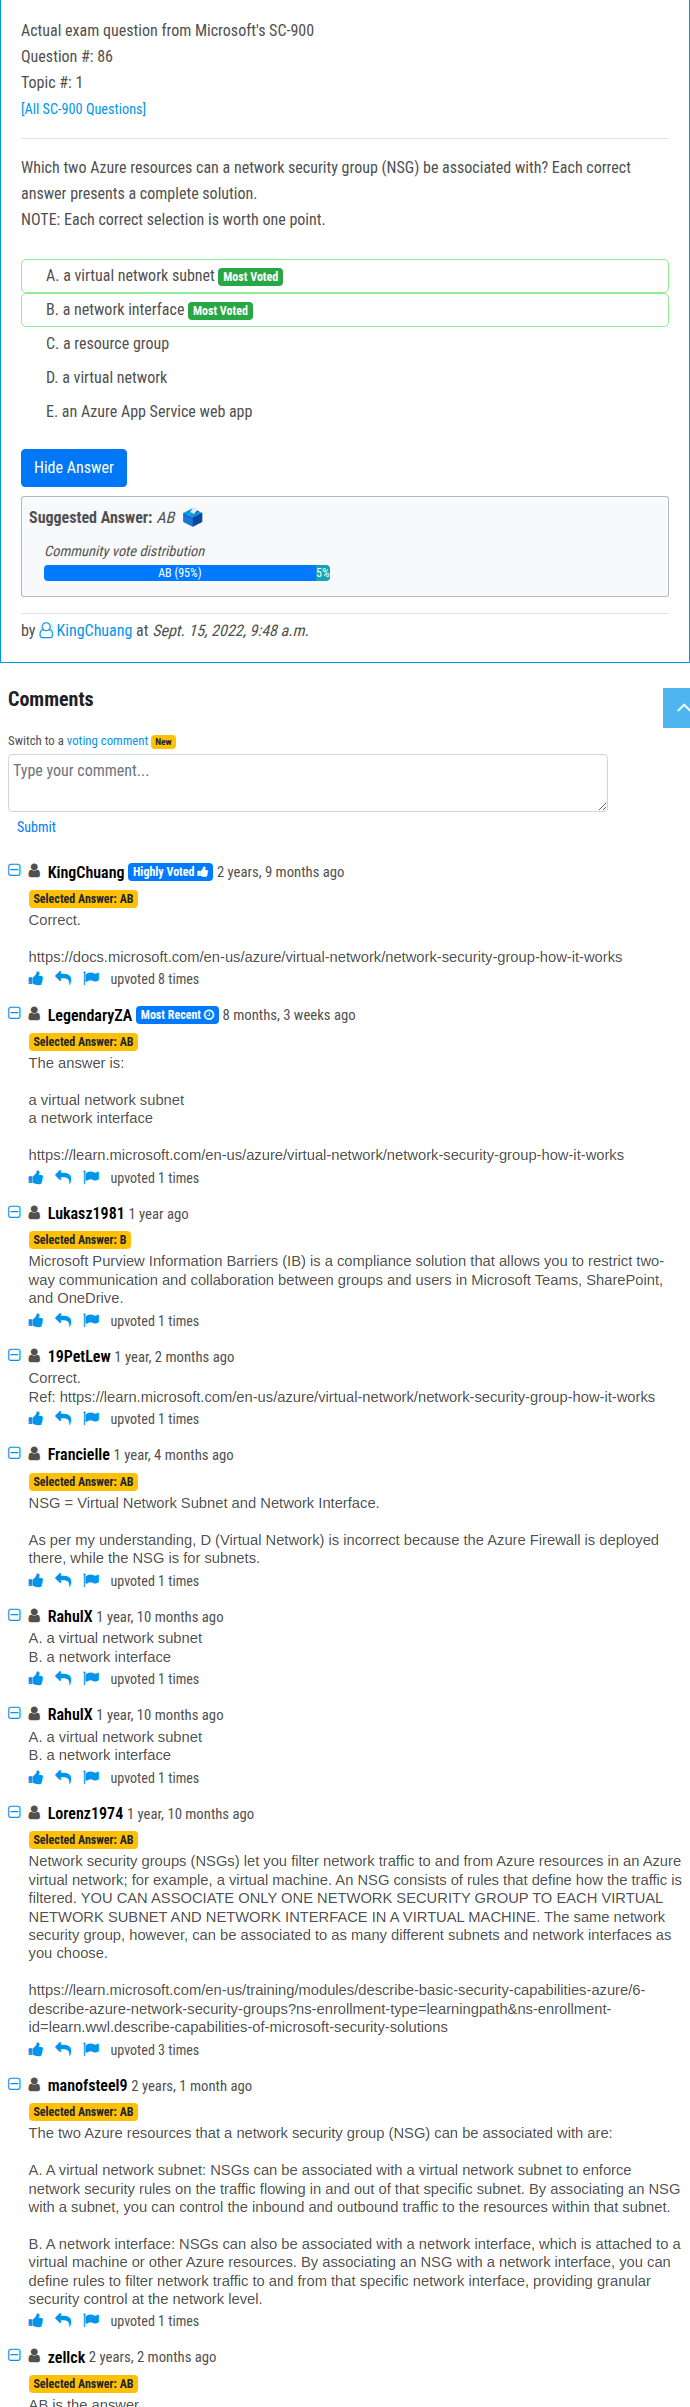 Actual exam question from Microsoft's SC-900
Question #: 86
Topic #: 1
[All SC-900 Questions]
Which two Azure resources can a network security group (NSG) be associated with? Each correct
answer presents a complete solution.
NOTE: Each correct selection is worth one point.
A. a virtual network subnet Most Voted
B. a network interface Most Voted
C. a resource group
D. a virtual network
E. an Azure App Service web app
Hide Answer
Suggested Answer: AB
Community vote distribution
AB (95%) 5%
by KingChuang at Sept. 15, 2022, 9:48 a.m.
Comments
Switch to a voting comment New
Type your comment...
Submit
KingChuang Highly Voted 2 years, 9 months ago
Selected Answer: AB
Correct.
https://docs.microsoft.com/en-us/azure/virtual-network/network-security-group-how-it-works
upvoted 8 times
LegendaryZA Most Recent 8 months, 3 weeks ago
Selected Answer: AB
The answer is:
a virtual network subnet
a network interface
https://learn.microsoft.com/en-us/azure/virtual-network/network-security-group-how-it-works
upvoted 1 times
Lukasz1981 1 year ago
Selected Answer: B
Microsoft Purview Information Barriers (IB) is a compliance solution that allows you to restrict two-
way communication and collaboration between groups and users in Microsoft Teams, SharePoint,
and OneDrive.
upvoted 1 times
19PetLew 1 year, 2 months ago
Correct.
Ref: https://learn.microsoft.com/en-us/azure/virtual-network/network-security-group-how-it-works
upvoted 1 times
Francielle 1 year, 4 months ago
Selected Answer: AB
NSG = Virtual Network Subnet and Network Interface.
As per my understanding, D (Virtual Network) is incorrect because the Azure Firewall is deployed
there, while the NSG is for subnets.
upvoted 1 times
RahulX 1 year, 10 months ago
A. a virtual network subnet
B. a network interface
upvoted 1 times
RahulX 1 year, 10 months ago
A. a virtual network subnet
B. a network interface
upvoted 1 times
Lorenz1974 1 year, 10 months ago
Selected Answer: AB
Network security groups (NSGs) let you filter network traffic to and from Azure resources in an Azure
virtual network; for example, a virtual machine. An NSG consists of rules that define how the traffic is
filtered. YOU CAN ASSOCIATE ONLY ONE NETWORK SECURITY GROUP TO EACH VIRTUAL
NETWORK SUBNET AND NETWORK INTERFACE IN A VIRTUAL MACHINE. The same network
security group, however, can be associated to as many different subnets and network interfaces as
you choose.
https://learn.microsoft.com/en-us/training/modules/describe-basic-security-capabilities-azure/6-
describe-azure-network-security-groups?ns-enrollment-type=learningpath&ns-enrollment-
id=learn.wwl.describe-capabilities-of-microsoft-security-solutions
upvoted 3 times
manofsteel9 2 years, 1 month ago
Selected Answer: AB
The two Azure resources that a network security group (NSG) can be associated with are:
A. A virtual network subnet: NSGs can be associated with a virtual network subnet to enforce
network security rules on the traffic flowing in and out of that specific subnet. By associating an NSG
with a subnet, you can control the inbound and outbound traffic to the resources within that subnet.
B. A network interface: NSGs can also be associated with a network interface, which is attached to a
virtual machine or other Azure resources. By associating an NSG with a network interface, you can
define rules to filter network traffic to and from that specific network interface, providing granular
security control at the network level.
upvoted 1 times
zellck 2 years, 2 months ago
Selected Answer: AB
AB is the answer